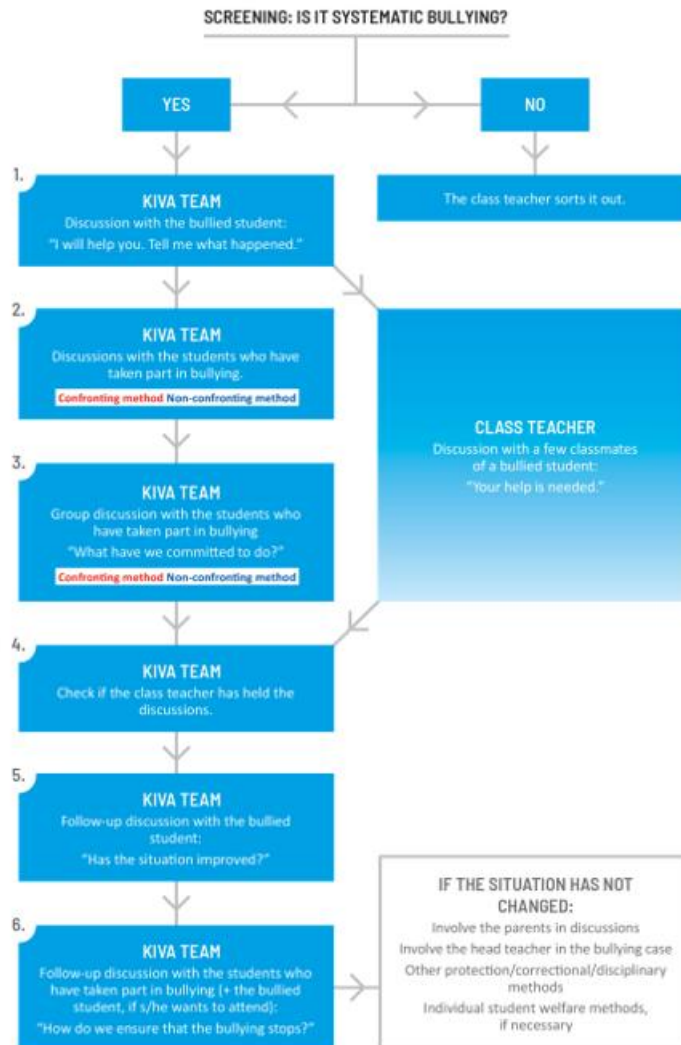 SCREENING: IS IT SYSTEMATIC BULLYING?
YES
NO
1.
KIVA TEAM
Discussion with the bullied student:
"I will help you. Tell me what happened."
The class teacher sorts it out.
2.
KIVA TEAM
Discussions with the students who have
taken part in bullying.
Confronting method Non-confronting method
CLASS TEACHER
Discussion with a few classmates
of a bullied student:
"Your help is needed."
3.
KIVA TEAM
Group discussion with the students who
have taken part in bullying
"What have we committed to do?"
Confronting method Non-confronting method
4.
KIVA TEAM
Check if the class teacher has held the
discussions.
5.
KIVA TEAM
Follow-up discussion with the bullied
student:
"Has the situation improved?"
6.
KIVA TEAM
Follow-up discussion with the students who
have taken part in bullying (+ the bullied
student, if s/he wants to attend):
"How do we ensure that the bullying stops?"
IF THE SITUATION HAS NOT
CHANGED:
Involve the parents in discussions
Involve the head teacher in the bullying case
Other protection/correctional/disciplinary
methods
Individual student welfare methods,
if necessary